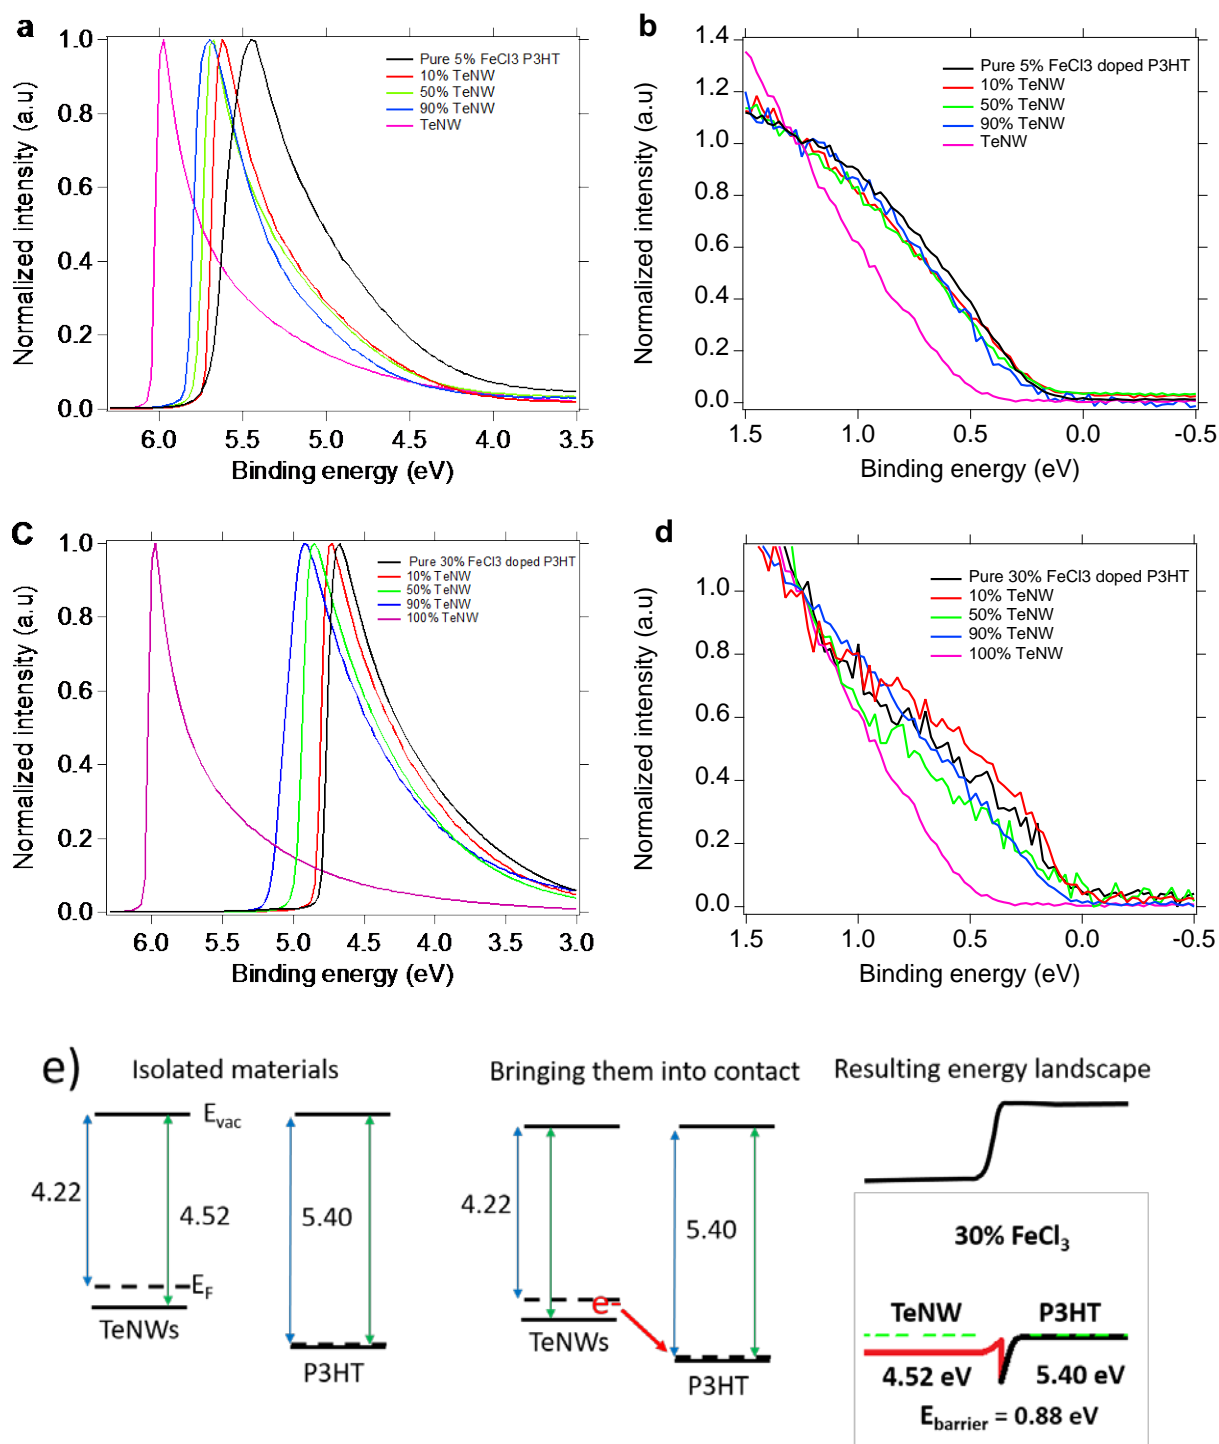 a
Normalized intensity (a.u)
1.0
0.8
0.6
0.4
0.2
0.0
6.0 5.5 5.0 4.5 4.0 3.5
Binding energy (eV)
Pure 5% FeCl3 P3HT
10% TeNW
50% TeNW
90% TeNW
TeNW
b
Normalized intensity (a.u)
1.4
1.2
1.0
0.8
0.6
0.4
0.2
0.0
1.5 1.0 0.5 0.0 -0.5
Binding energy (eV)
Pure 5% FeCl3 doped P3HT
10% TeNW
50% TeNW
90% TeNW
TeNW
c
Normalized intensity (a.u)
1.0
0.8
0.6
0.4
0.2
0.0
6.0 5.5 5.0 4.5 4.0 3.5 3.0
Binding energy (eV)
Pure 30% FeCl3 doped P3HT
10% TeNW
50% TeNW
90% TeNW
100% TeNW
d
Normalized intensity (a.u)
1.0
0.8
0.6
0.4
0.2
0.0
1.5 1.0 0.5 0.0 -0.5
Binding energy (eV)
Pure 30% FeCl3 doped P3HT
10% TeNW
50% TeNW
90% TeNW
100% TeNW
e)
Isolated materials
E_vac
4.22
4.52
5.40
E_F
TeNWs
P3HT
Bringing them into contact
4.22
5.40
e-
TeNWs
P3HT
Resulting energy landscape
30% FeCl₃
TeNW P3HT
4.52 eV 5.40 eV
E_barrier = 0.88 eV